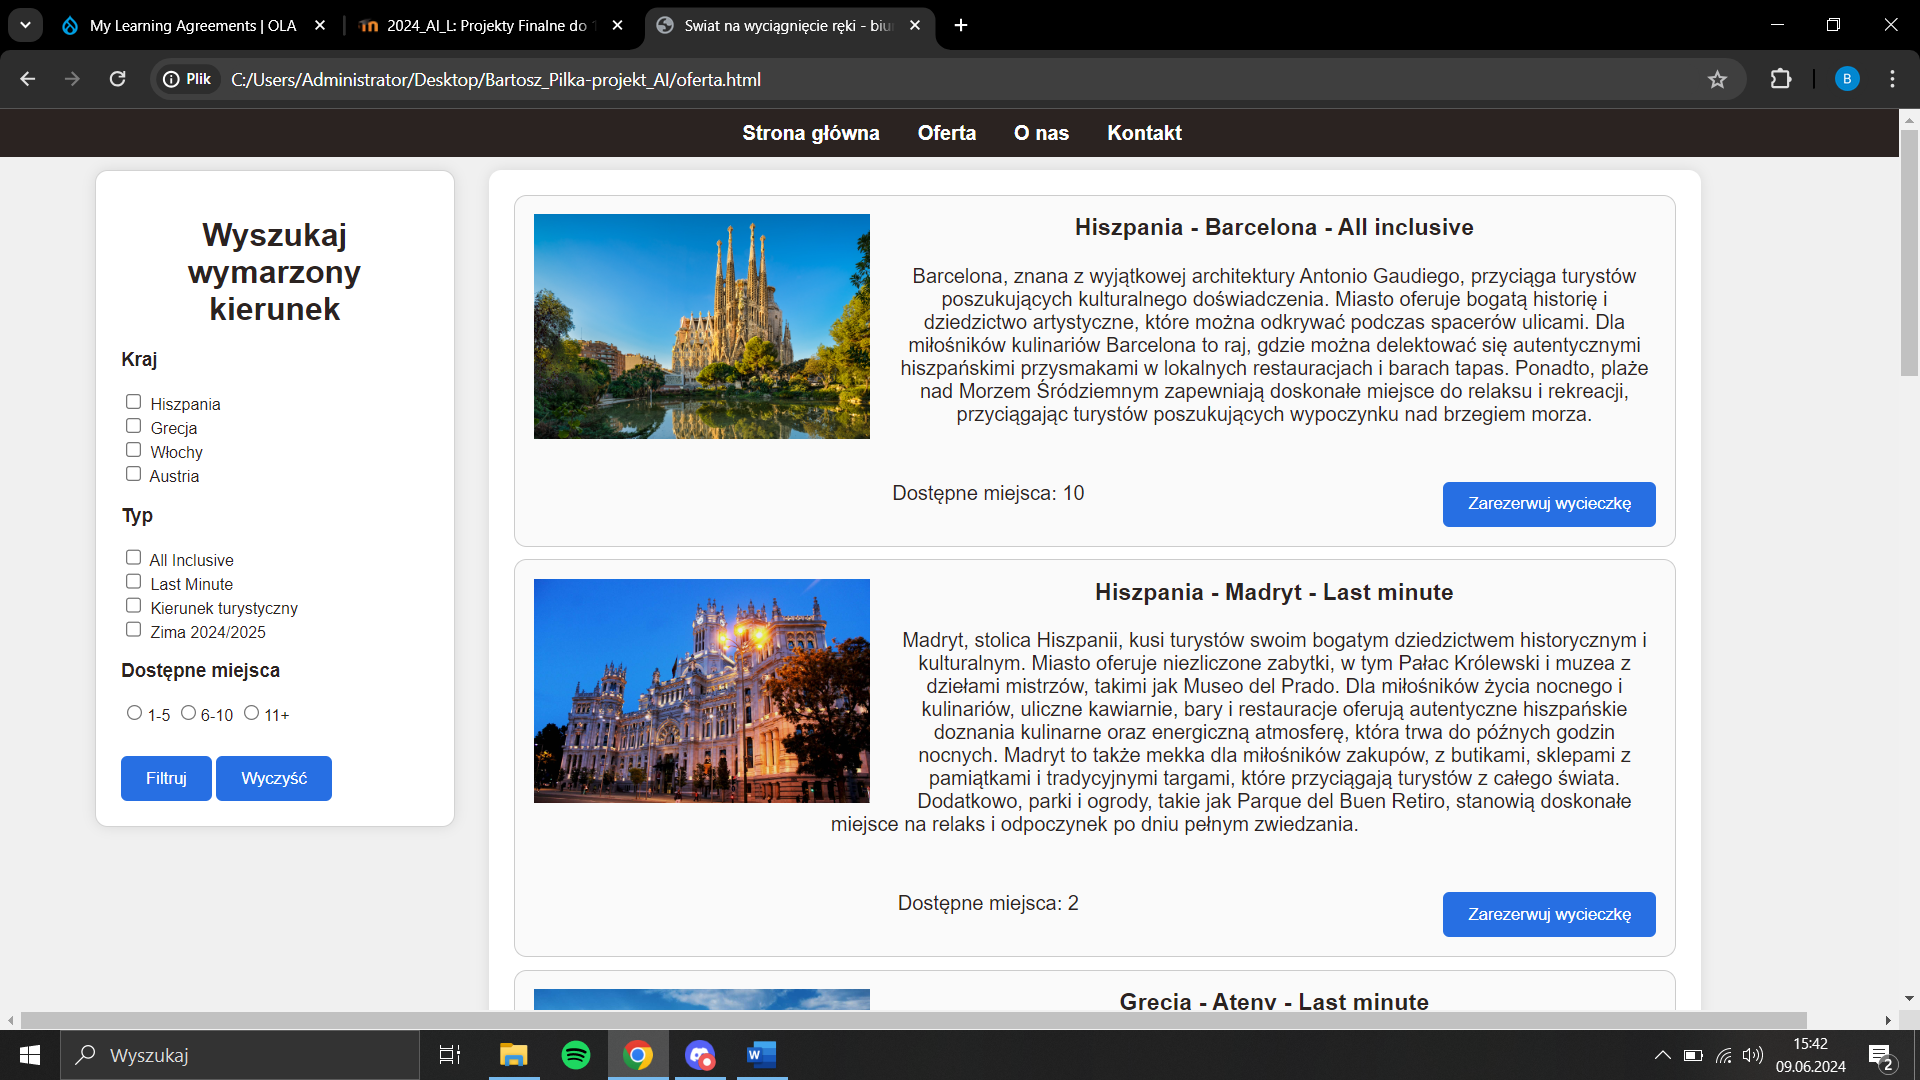 My Learning Agreements | OLA
2024_AI_L: Projekty Finalne do
Swiat na wyciągnięcie ręki - biu
Plik
C:/Users/Administrator/Desktop/Bartosz_Pilka-projekt_AI/oferta.html
B
Strona główna Oferta O nas Kontakt
Wyszukaj
wymarzony
kierunek
Kraj
Hiszpania
Grecja
Włochy
Austria
Typ
All Inclusive
Last Minute
Kierunek turystyczny
Zima 2024/2025
Dostępne miejsca
1-5 6-10 11+
Filtruj Wyczyść
Hiszpania - Barcelona - All inclusive
Barcelona, znana z wyjątkowej architektury Antonio Gaudiego, przyciąga turystów
poszukujących kulturalnego doświadczenia. Miasto oferuje bogatą historię i
dziedzictwo artystyczne, które można odkrywać podczas spacerów ulicami. Dla
miłośników kulinariów Barcelona to raj, gdzie można delektować się autentycznymi
hiszpańskimi przysmakami w lokalnych restauracjach i barach tapas. Ponadto, plaże
nad Morzem Śródziemnym zapewniają doskonałe miejsce do relaksu i rekreacji,
przyciągając turystów poszukujących wypoczynku nad brzegiem morza.
Dostępne miejsca: 10
Zarezerwuj wycieczkę
Hiszpania - Madryt - Last minute
Madryt, stolica Hiszpanii, kusi turystów swoim bogatym dziedzictwem historycznym i
kulturalnym. Miasto oferuje niezliczone zabytki, w tym Pałac Królewski i muzea z
dziełami mistrzów, takimi jak Museo del Prado. Dla miłośników życia nocnego i
kulinariów, uliczne kawiarnie, bary i restauracje oferują autentyczne hiszpańskie
doznania kulinarne oraz energiczną atmosferę, która trwa do późnych godzin
nocnych. Madryt to także mekka dla miłośników zakupów, z butikami, sklepami z
pamiątkami i tradycyjnymi targami, które przyciągają turystów z całego świata.
Dodatkowo, parki i ogrody, takie jak Parque del Buen Retiro, stanowią doskonałe
miejsce na relaks i odpoczynek po dniu pełnym zwiedzania.
Dostępne miejsca: 2
Zarezerwuj wycieczkę
Grecja - Ateny - Last minute
Wyszukaj
15:42
09.06.2024
2